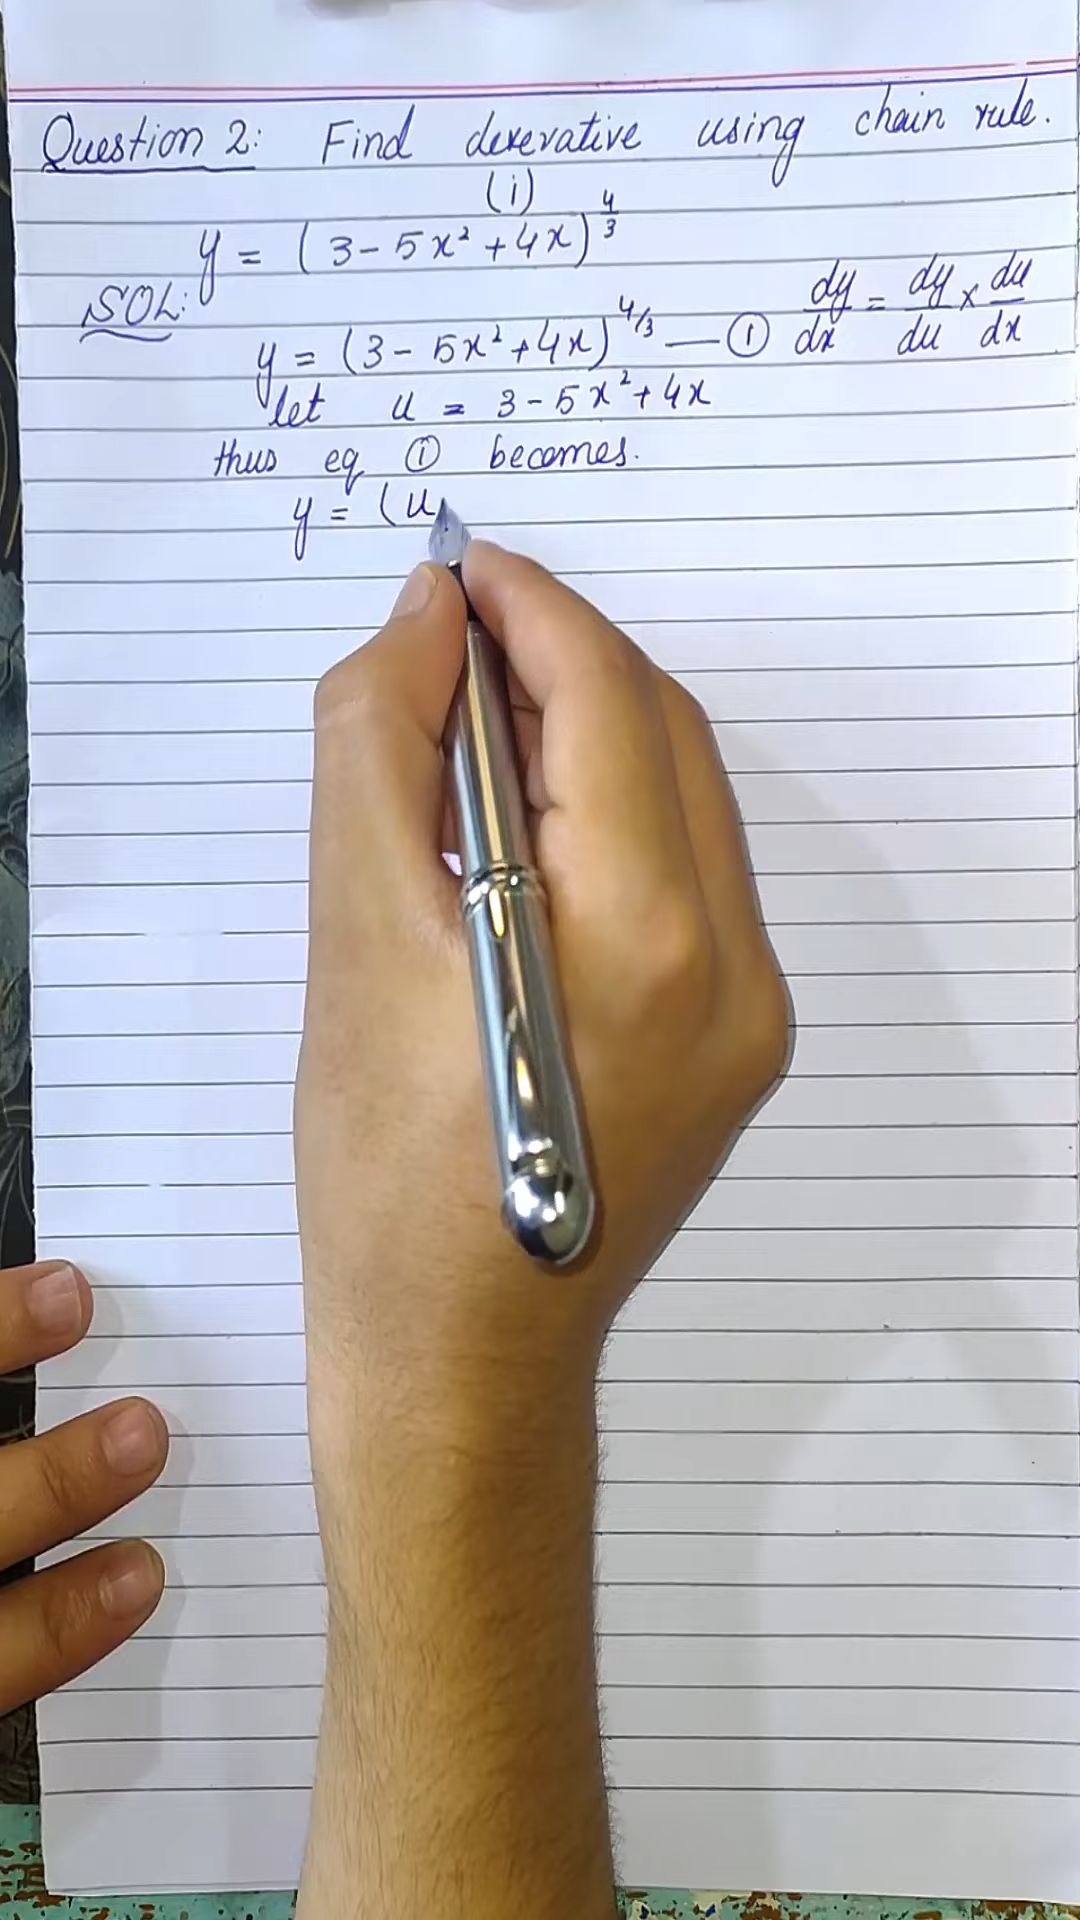 Question 2: Find derevative using chain rule.
(i)
y = (3 - 5x² + 4x)^{4/3}
SOL:
y = (3 - 5x² + 4x)^{4/3} — ① dy/dx = dy/du × du/dx
let u = 3 - 5x² + 4x
thus eq ① becomes.
y = (u